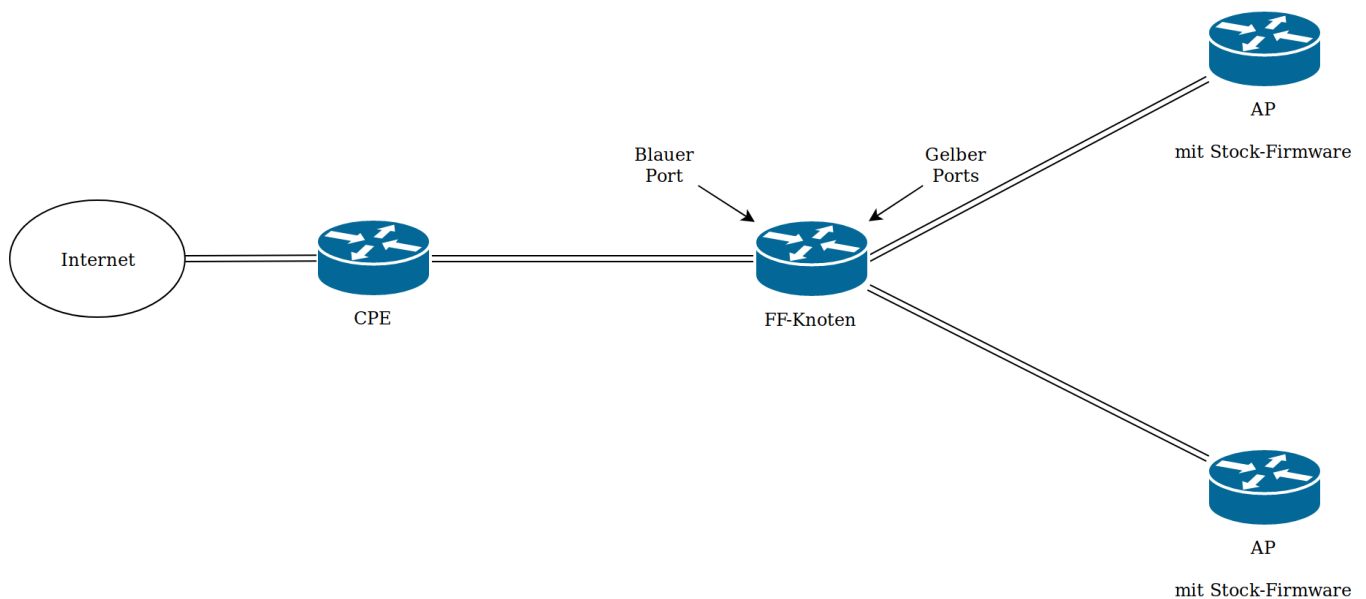 AP
mit Stock-Firmware
Blauer
Port
Gelber
Ports
Internet
CPE
FF-Knoten
AP
mit Stock-Firmware